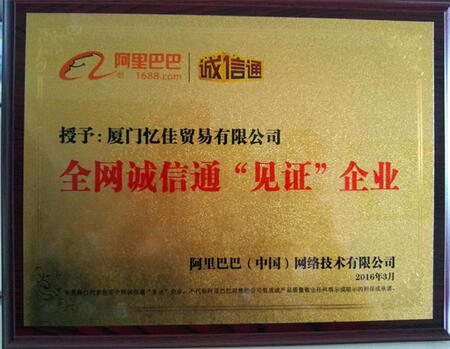 阿里巴巴 诚信通
1688.com
授予：厦门忆佳贸易有限公司
全网诚信通“见证”企业
阿里巴巴（中国）网络技术有限公司
2016年3月